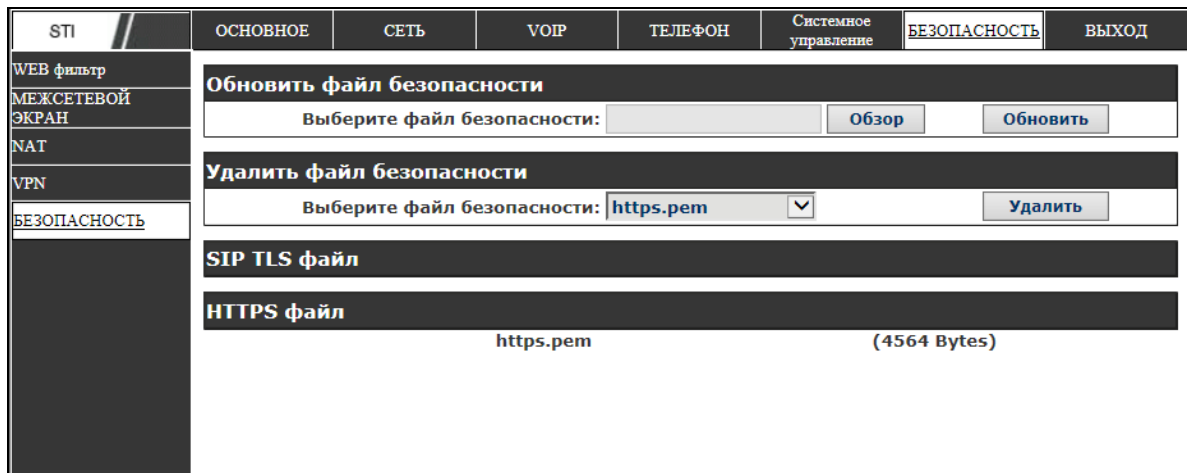 STI
ОСНОВНОЕ
СЕТЬ
VOIP
ТЕЛЕФОН
Системное
управление
БЕЗОПАСНОСТЬ
ВЫХОД
WEB фильтр
МЕЖСЕТЕВОЙ
ЭКРАН
NAT
VPN
БЕЗОПАСНОСТЬ
Обновить файл безопасности
Выберите файл безопасности: Обзор Обновить
Удалить файл безопасности
Выберите файл безопасности: https.pem Удалить
SIP TLS файл
HTTPS файл
https.pem (4564 Bytes)